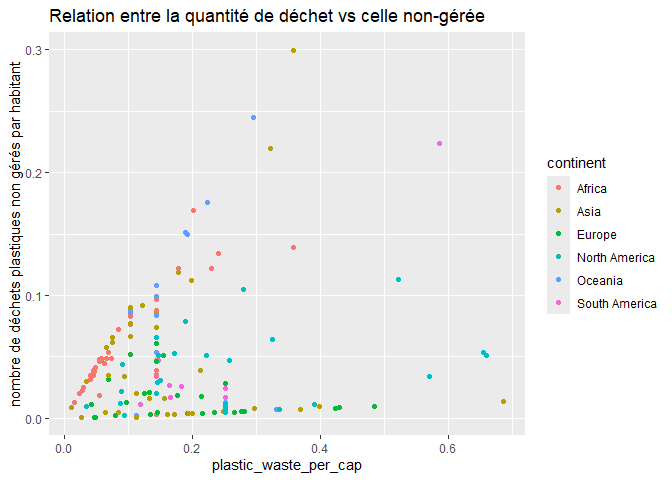 Relation entre la quantité de déchet vs celle non-gérée
nombre de déchets plastiques non gérés par habitant
0.3
0.2
0.1
0.0
0.0
0.2
0.4
0.6
plastic_waste_per_cap
continent
Africa
Asia
Europe
North America
Oceania
South America